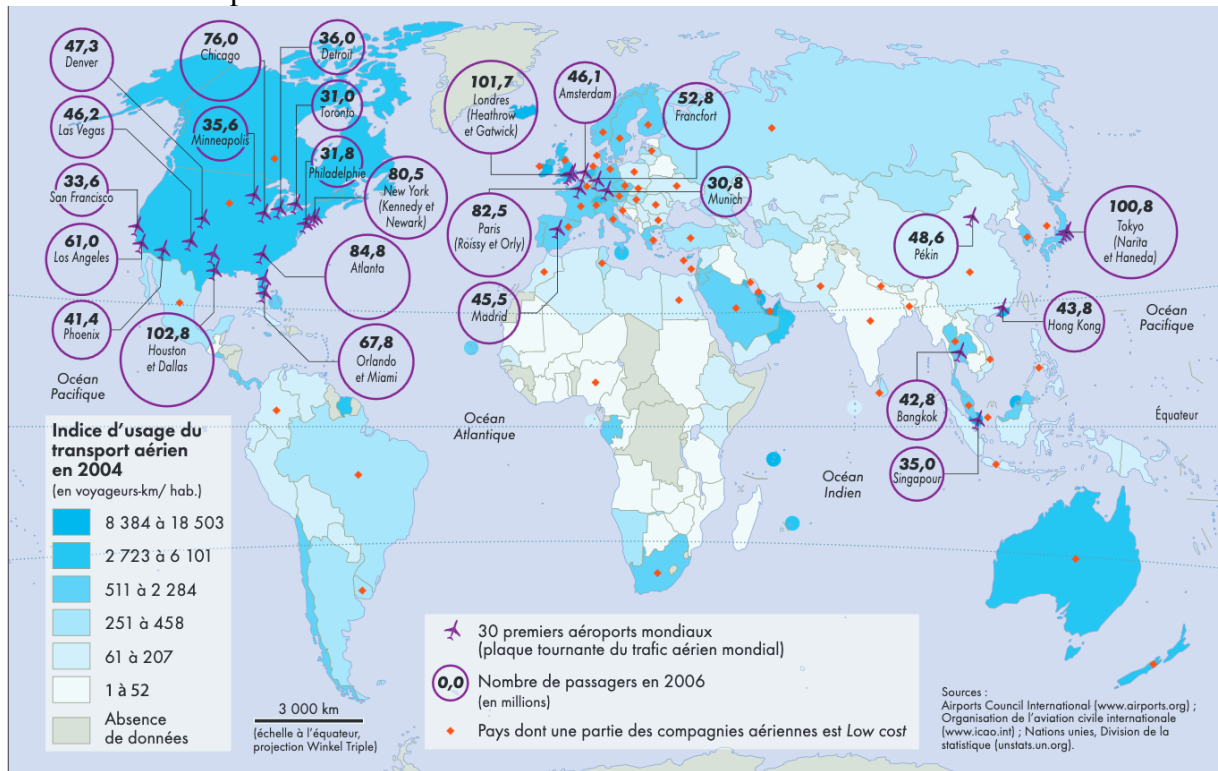 47,3
Denver
76,0
Chicago
36,0
Detroit
46,2
Las Vegas
35,6
Minneapolis
31,0
Toronto
31,8
Philadelphie
33,6
San Francisco
80,5
New York
(Kennedy et
Newark)
61,0
Los Angeles
84,8
Atlanta
41,4
Phoenix
102,8
Houston
et Dallas
67,8
Orlando
et Miami
101,7
Londres
(Heathrow
et Gatwick)
46,1
Amsterdam
52,8
Francfort
30,8
Munich
82,5
Paris
(Roissy et Orly)
45,5
Madrid
48,6
Pékin
100,8
Tokyo
(Narita
et Haneda)
43,8
Hong Kong
42,8
Bangkok
35,0
Singapour
Océan
Pacifique
Océan
Pacifique
Océan
Atlantique
Océan
Indien
Équateur
Indice d'usage du
transport aérien
en 2004
(en voyageurs-km/ hab.)
8 384 à 18 503
2 723 à 6 101
511 à 2 284
251 à 458
61 à 207
1 à 52
Absence
de données
3 000 km
(échelle à l'équateur,
projection Winkel Triple)
30 premiers aéroports mondiaux
(plaque tournante du trafic aérien mondial)
0,0 Nombre de passagers en 2006
(en millions)
Pays dont une partie des compagnies aériennes est Low cost
Sources :
Airports Council International (www.airports.org) ;
Organisation de l'aviation civile internationale
(www.icao.int) ; Nations unies, Division de la
statistique (unstats.un.org).